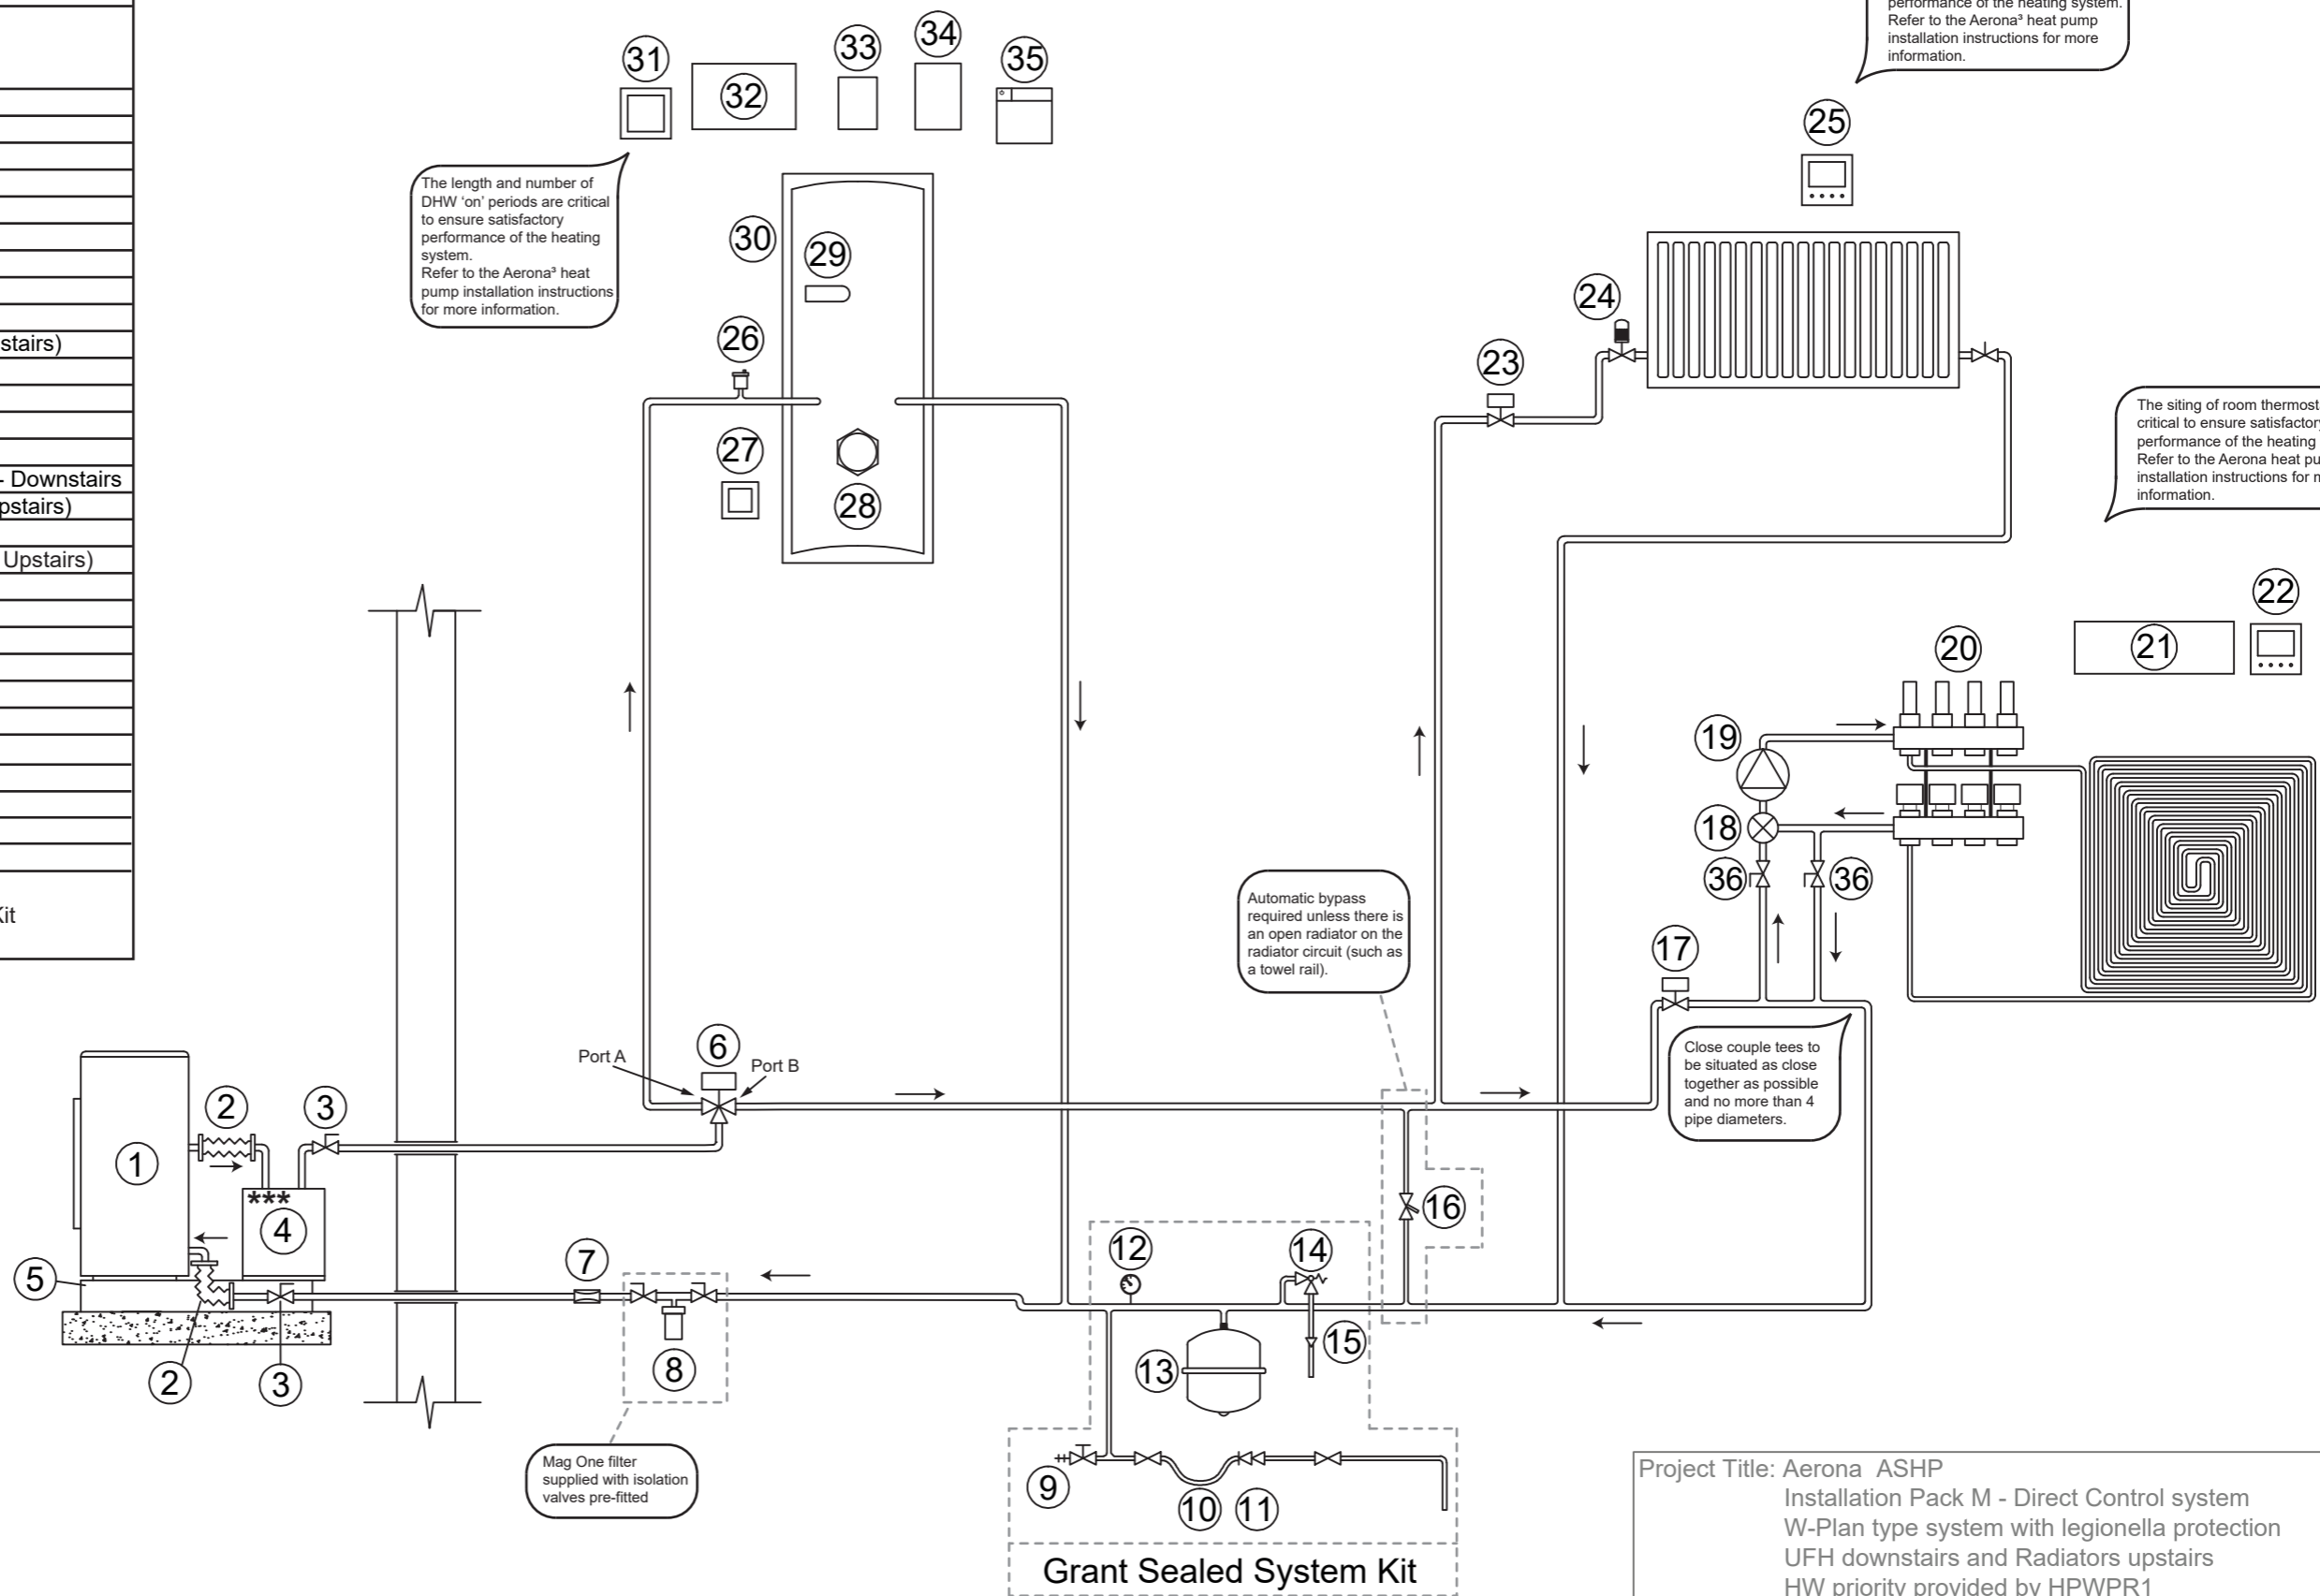 performance of the heating system.
Refer to the Aerona³ heat pump
installation instructions for more
information.
31
32
33
34
35
25
The length and number of
DHW ‘on’ periods are critical
to ensure satisfactory
performance of the heating
system.
Refer to the Aerona³ heat
pump installation instructions
for more information.
30
29
26
27
28
24
23
stairs)
- Downstairs
pstairs)
Upstairs)
Kit
The siting of room thermost
critical to ensure satisfactory
performance of the heating
Refer to the Aerona heat pu
installation instructions for m
information.
22
21
20
19
18
36
36
17
Automatic bypass
required unless there is
an open radiator on the
radiator circuit (such as
a towel rail).
Close couple tees to
be situated as close
together as possible
and no more than 4
pipe diameters.
Port A
6
Port B
2
3
1
***
4
5
7
2
3
8
Mag One filter
supplied with isolation
valves pre-fitted
12
14
16
13
15
9
10
11
Grant Sealed System Kit
Project Title: Aerona ASHP
Installation Pack M - Direct Control system
W-Plan type system with legionella protection
UFH downstairs and Radiators upstairs
HW priority provided by HPWPR1